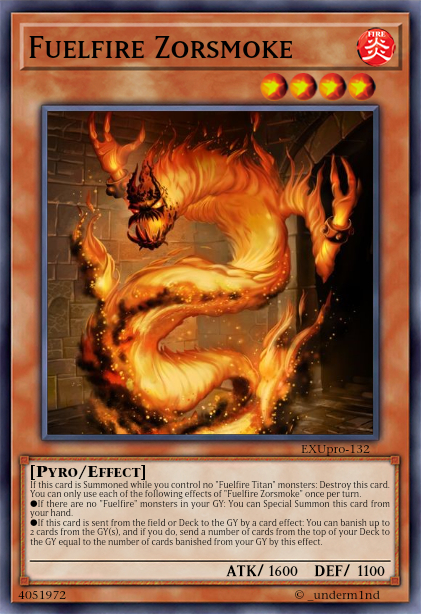 Fuelfire Zorsmoke
FIRE
炎
EXUpro-132
[Pyro/Effect]
If this card is Summoned while you control no "Fuelfire Titan" monsters: Destroy this card.
You can only use each of the following effects of "Fuelfire Zorsmoke" once per turn.
●If there are no "Fuelfire" monsters in your GY: You can Special Summon this card from
your hand.
●If this card is sent from the field or Deck to the GY by a card effect: You can banish up to
2 cards from the GY(s), and if you do, send a number of cards from the top of your Deck to
the GY equal to the number of cards banished from your GY by this effect.
ATK/ 1600 DEF/ 1100
4051972 © _underm1nd